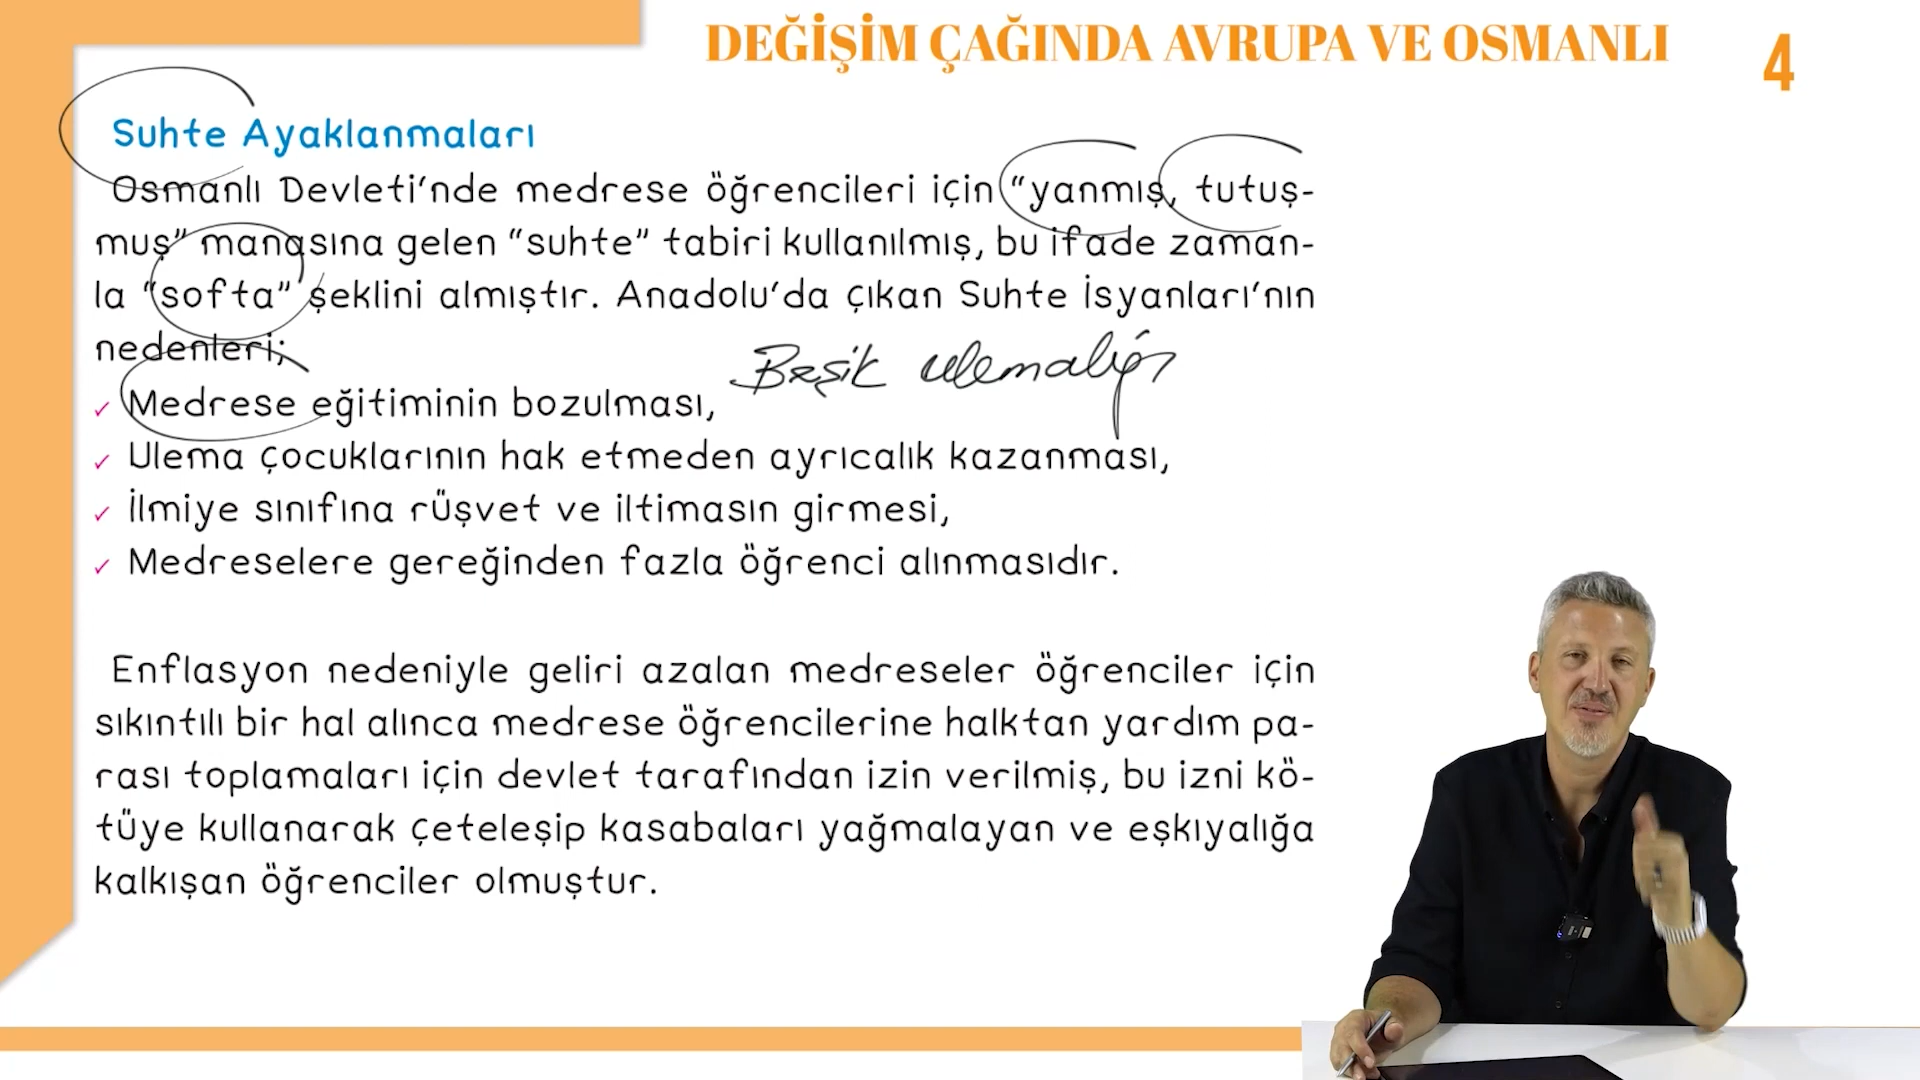 DEĞİŞİM ÇAĞINDA AVRUPA VE OSMANLI
4
Suhte Ayaklanmaları
Osmanlı Devleti’nde medrese öğrencileri için “yanmış, tutuş-
muş” manasına gelen “suhte” tabiri kullanılmış, bu ifade zaman-
la “softa” şeklini almıştır. Anadolu’da çıkan Suhte İsyanları’nın
nedenleri;
Beşik ulemalığı
✓ Medrese eğitiminin bozulması,
✓ Ulema çocuklarının hak etmeden ayrıcalık kazanması,
✓ İlmiye sınıfına rüşvet ve iltimasın girmesi,
✓ Medreselere gereğinden fazla öğrenci alınmasıdır.
Enflasyon nedeniyle geliri azalan medreseler öğrenciler için
sıkıntılı bir hal alınca medrese öğrencilerine halktan yardım pa-
rası toplamaları için devlet tarafından izin verilmiş, bu izni kö-
tüye kullanarak çeteleşip kasabaları yağmalayan ve eşkıyalığa
kalkışan öğrenciler olmuştur.